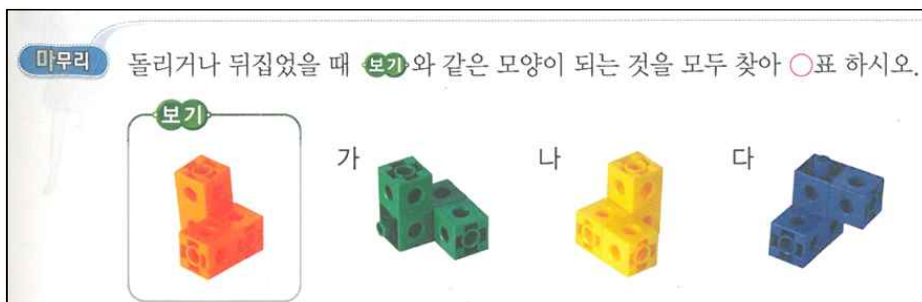 마무리 돌리거나 뒤집었을 때 보기와 같은 모양이 되는 것을 모두 찾아 ○표 하시오.
보기
가 나 다